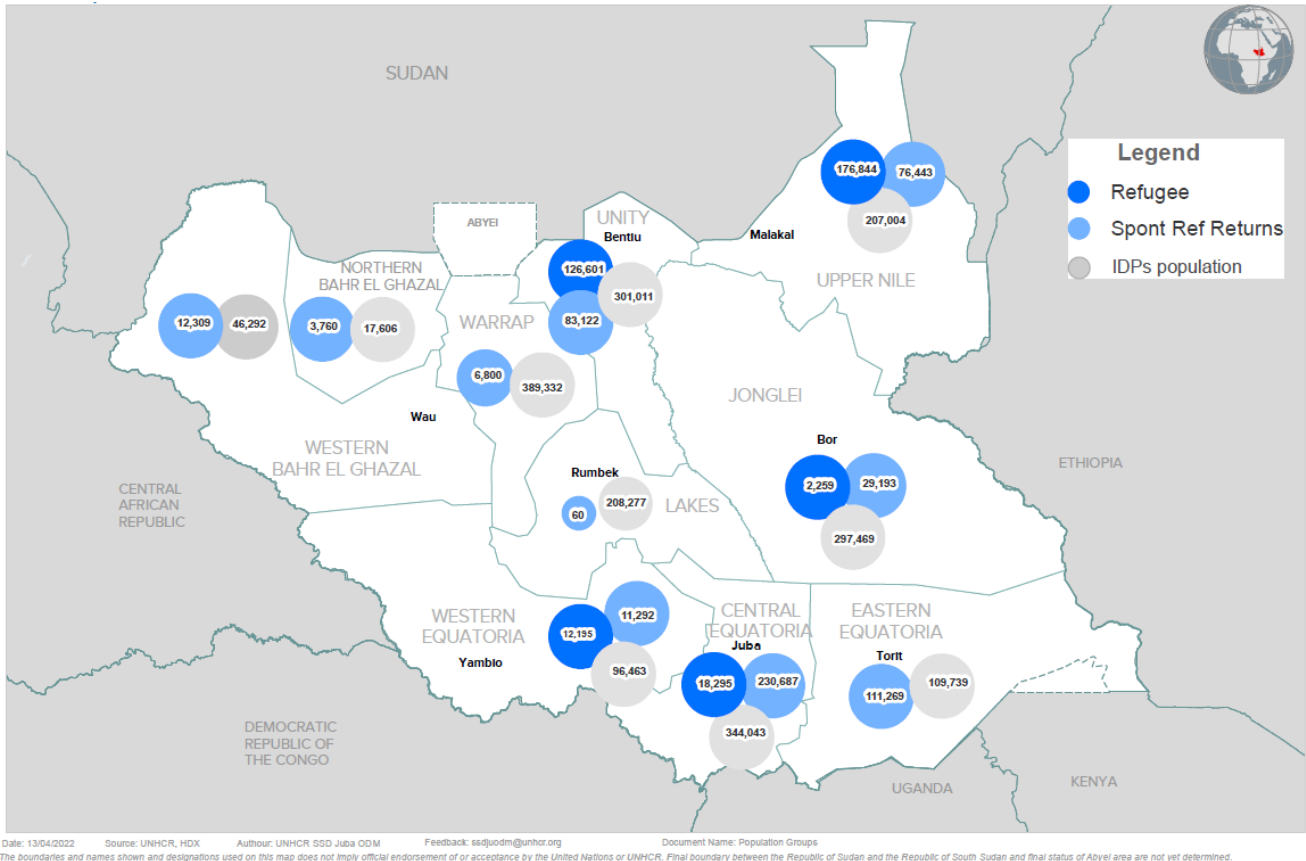 SUDAN
Legend
Refugee
Spont Ref Returns
IDPs population
176,844
76,443
207,004
Malakal
UPPER NILE
ABYEI
UNITY
Bentiu
126,601
301,011
83,122
NORTHERN
BAHR EL GHAZAL
12,309
46,292
3,760
17,606
WARRAP
6,800
389,332
Wau
WESTERN
BAHR EL GHAZAL
JONGLEI
Bor
2,259
29,193
297,469
ETHIOPIA
CENTRAL
AFRICAN
REPUBLIC
Rumbek
60
208,277
LAKES
WESTERN
EQUATORIA
Yambio
12,195
11,292
96,463
CENTRAL
EQUATORIA
Juba
18,295
230,687
344,043
EASTERN
EQUATORIA
Torit
111,269
109,739
DEMOCRATIC
REPUBLIC OF
THE CONGO
UGANDA
KENYA
Date: 13/04/2022 Source: UNHCR, HDX Authour: UNHCR SSD Juba ODM Feedback: ssdjuodm@unhcr.org Document Name: Population Groups
The boundaries and names shown and designations used on this map does not imply official endorsement of or acceptance by the United Nations or UNHCR. Final boundary between the Republic of Sudan and the Republic of South Sudan and final status of Abyei area are not yet determined.